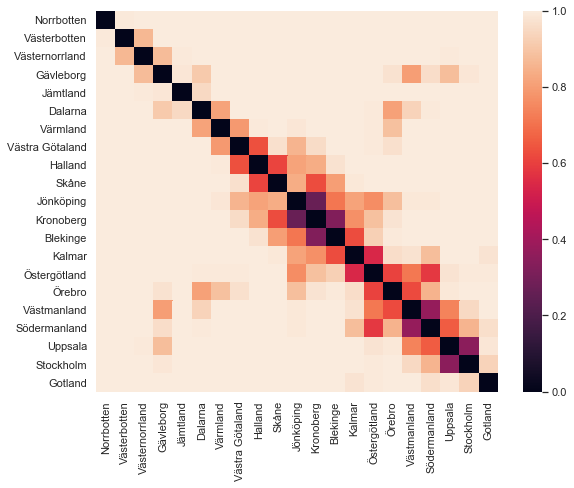 Norrbotten
Västerbotten
Västernorrland
Gävleborg
Jämtland
Dalarna
Värmland
Västra Götaland
Halland
Skåne
Jönköping
Kronoberg
Blekinge
Kalmar
Östergötland
Örebro
Västmanland
Södermanland
Uppsala
Stockholm
Gotland
Norrbotten
Västerbotten
Västernorrland
Gävleborg
Jämtland
Dalarna
Värmland
Västra Götaland
Halland
Skåne
Jönköping
Kronoberg
Blekinge
Kalmar
Östergötland
Örebro
Västmanland
Södermanland
Uppsala
Stockholm
Gotland
1.0
0.8
0.6
0.4
0.2
0.0